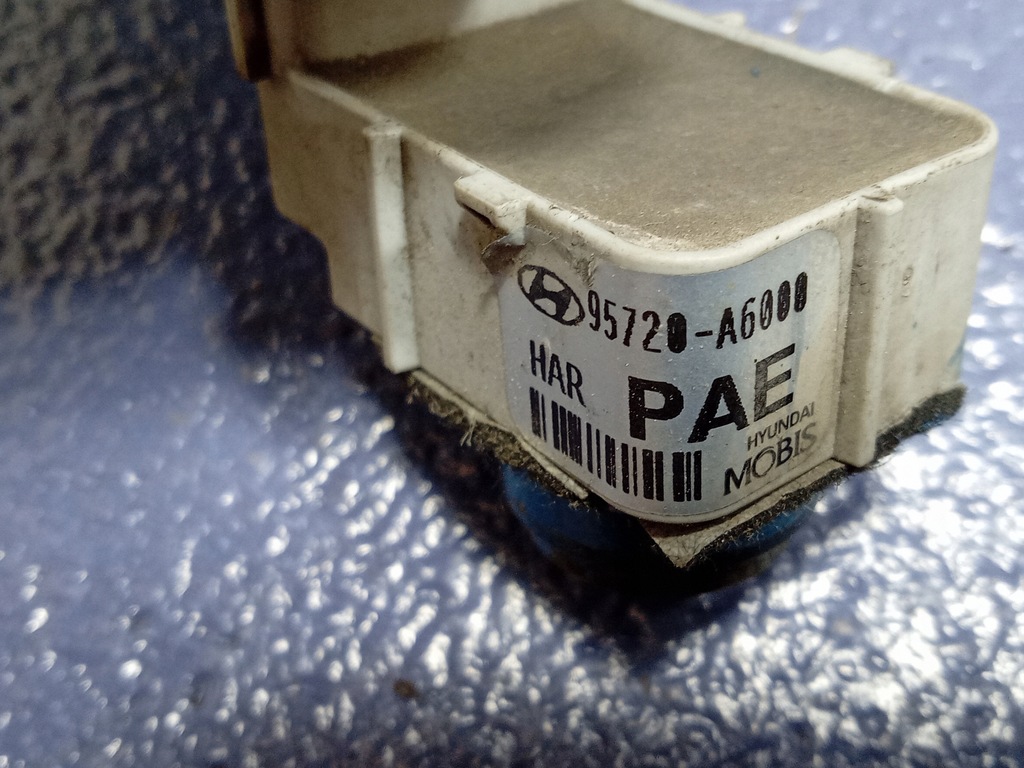 95720-A6000
HAR
PAE
HYUNDAI
MOBIS